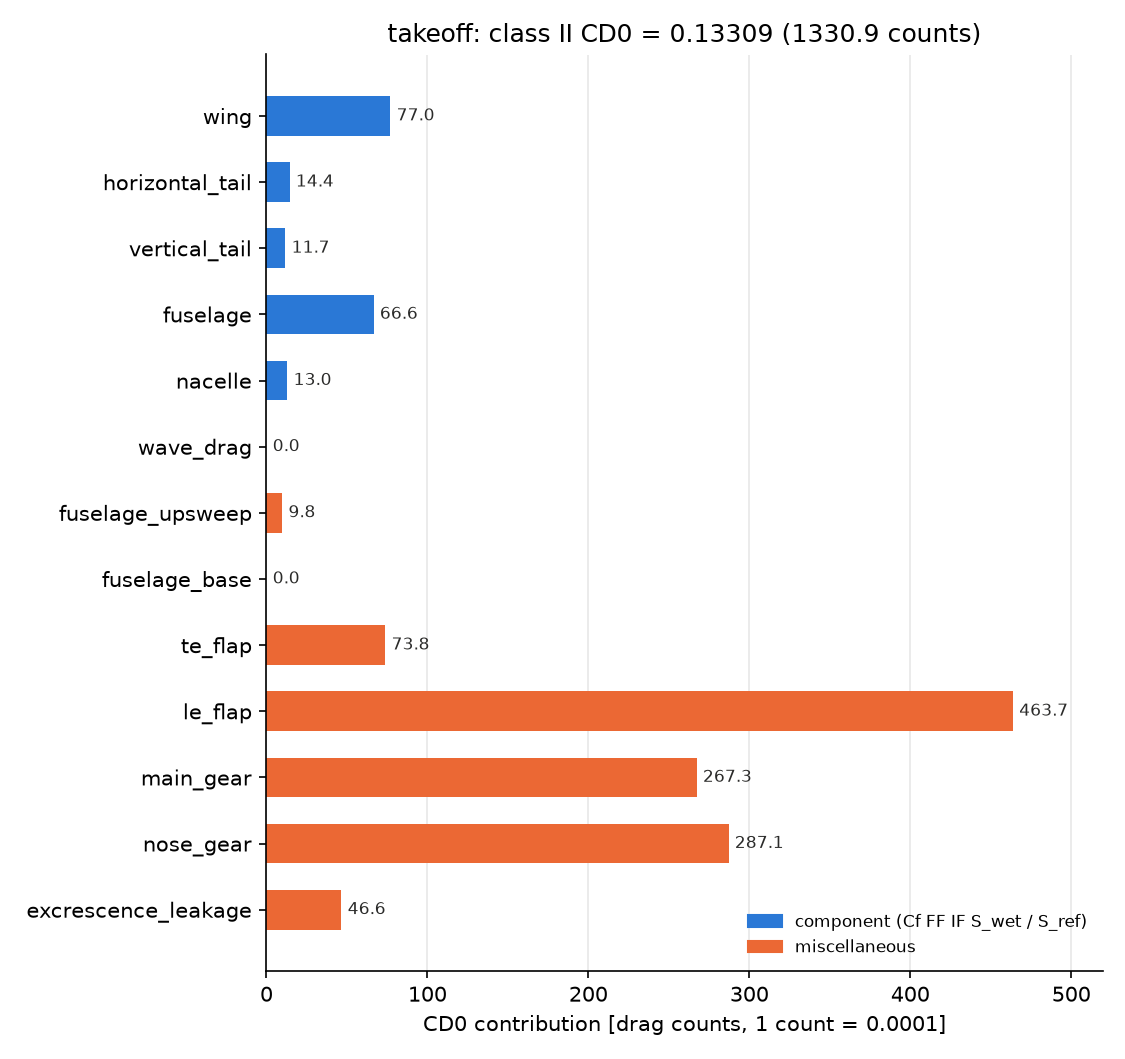 takeoff: class II CD0 = 0.13309 (1330.9 counts)
wing 77.0
horizontal_tail 14.4
vertical_tail 11.7
fuselage 66.6
nacelle 13.0
wave_drag 0.0
fuselage_upsweep 9.8
fuselage_base 0.0
te_flap 73.8
le_flap 463.7
main_gear 267.3
nose_gear 287.1
excrescence_leakage 46.6
component (Cf FF IF S_wet / S_ref)
miscellaneous
0 100 200 300 400 500
CD0 contribution [drag counts, 1 count = 0.0001]